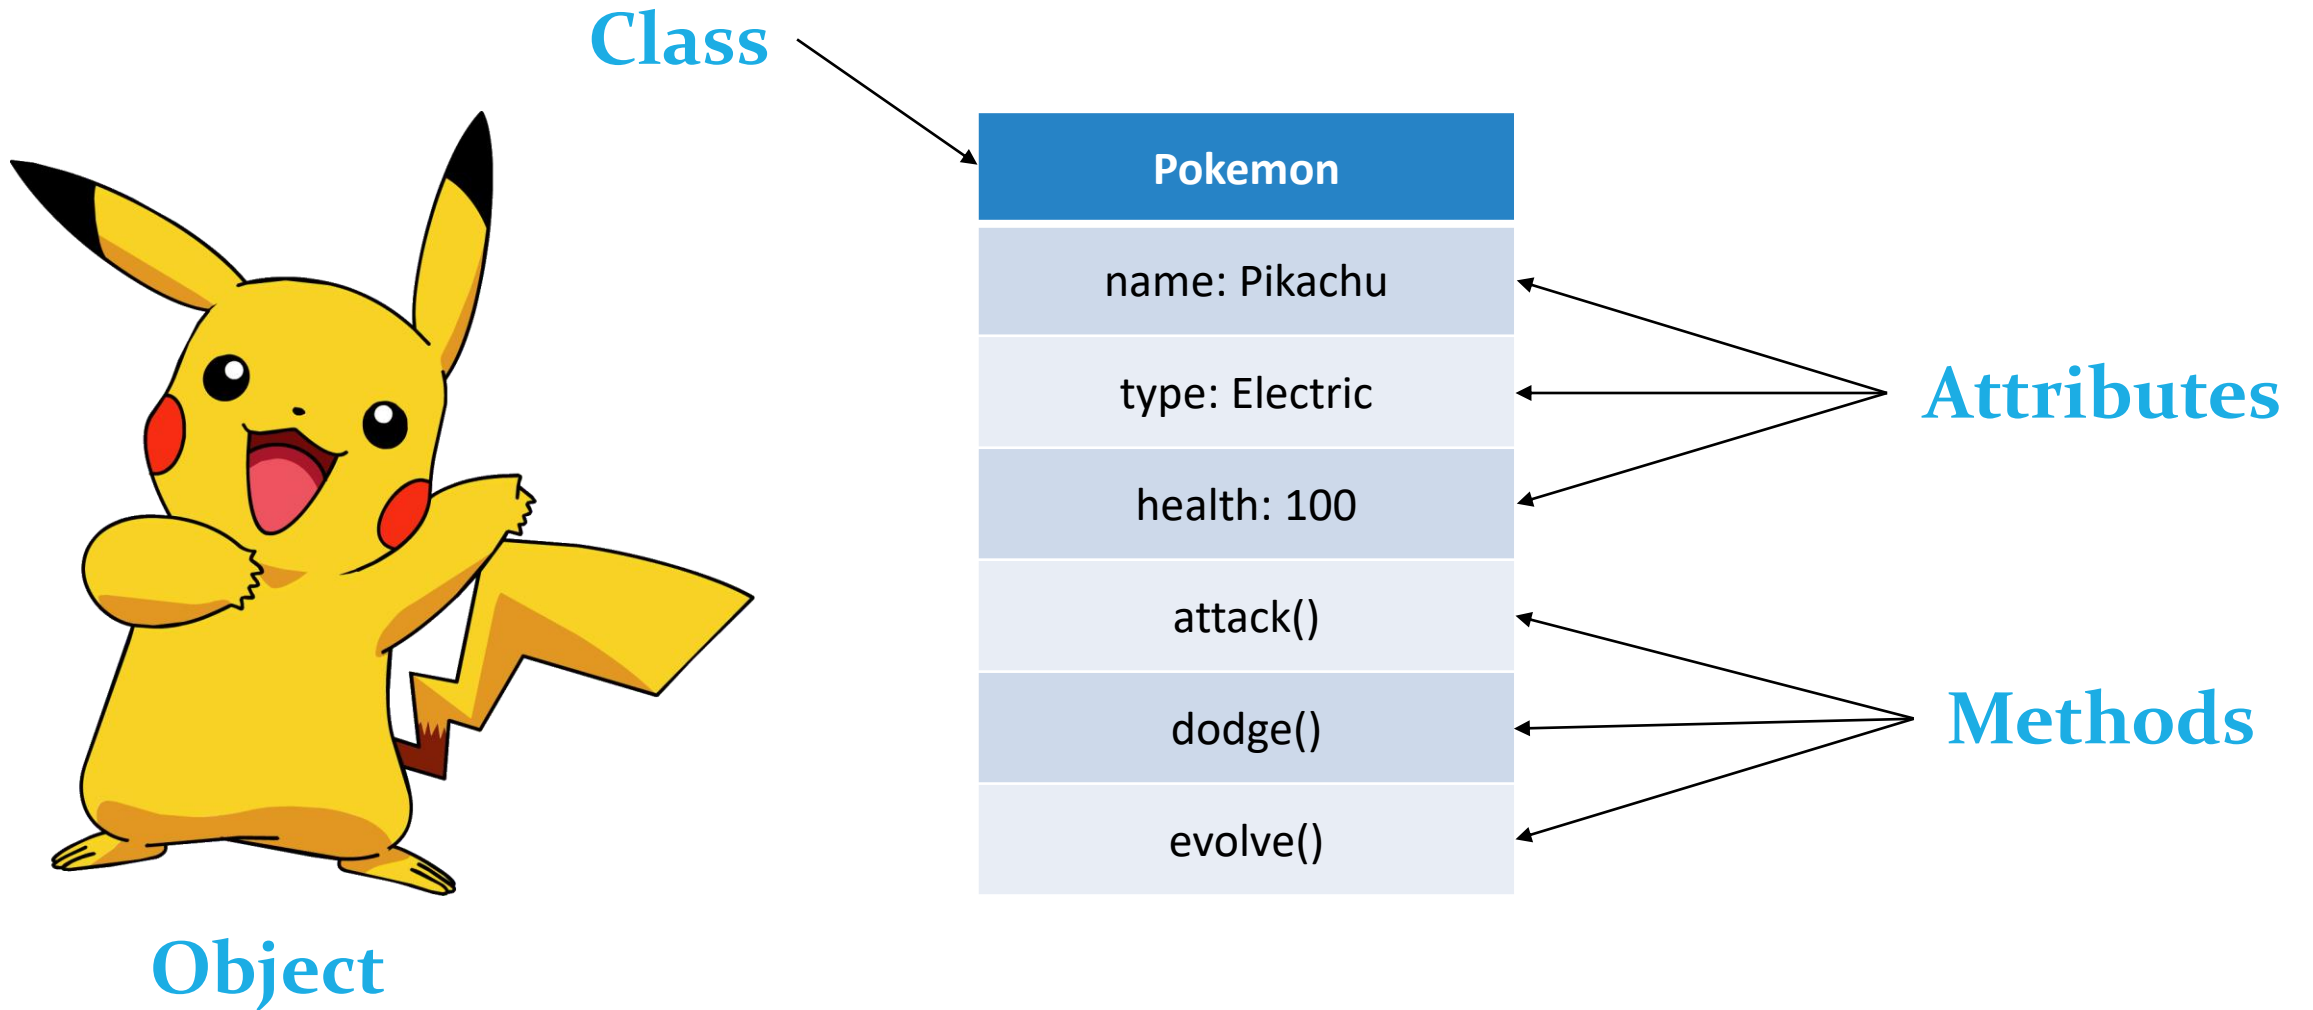 Class
Pokemon
name: Pikachu
type: Electric
health: 100
attack()
dodge()
evolve()
Attributes
Methods
Object